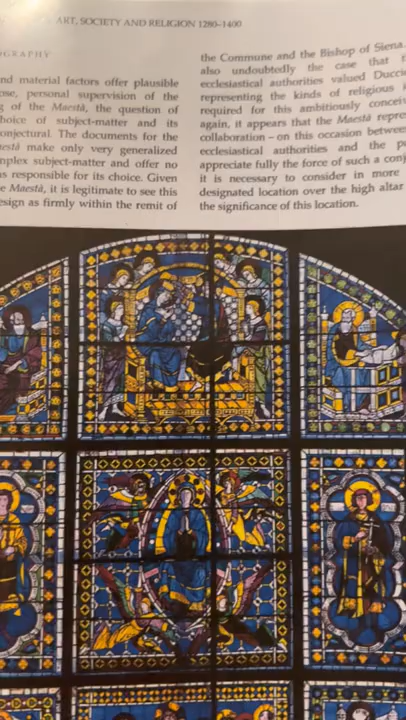 ART, SOCIETY AND RELIGION 1280–1400
OGRAPHY
nd material factors offer plausible
ose, personal supervision of the
g of the Maestà, the question of
hoice of subject-matter and its
onjectural. The documents for the
està make only very generalized
mplex subject-matter and offer no
as responsible for its choice. Given
e Maestà, it is legitimate to see this
esign as firmly within the remit of
the Commune and the Bishop of Siena.
also undoubtedly the case that t
ecclesiastical authorities valued Ducci
representing the kinds of religious i
required for this ambitiously concei
again, it appears that the Maestà repre
collaboration – on this occasion betwee
ecclesiastical authorities and the p
appreciate fully the force of such a conj
it is necessary to consider in more
designated location over the high altar
the significance of this location.